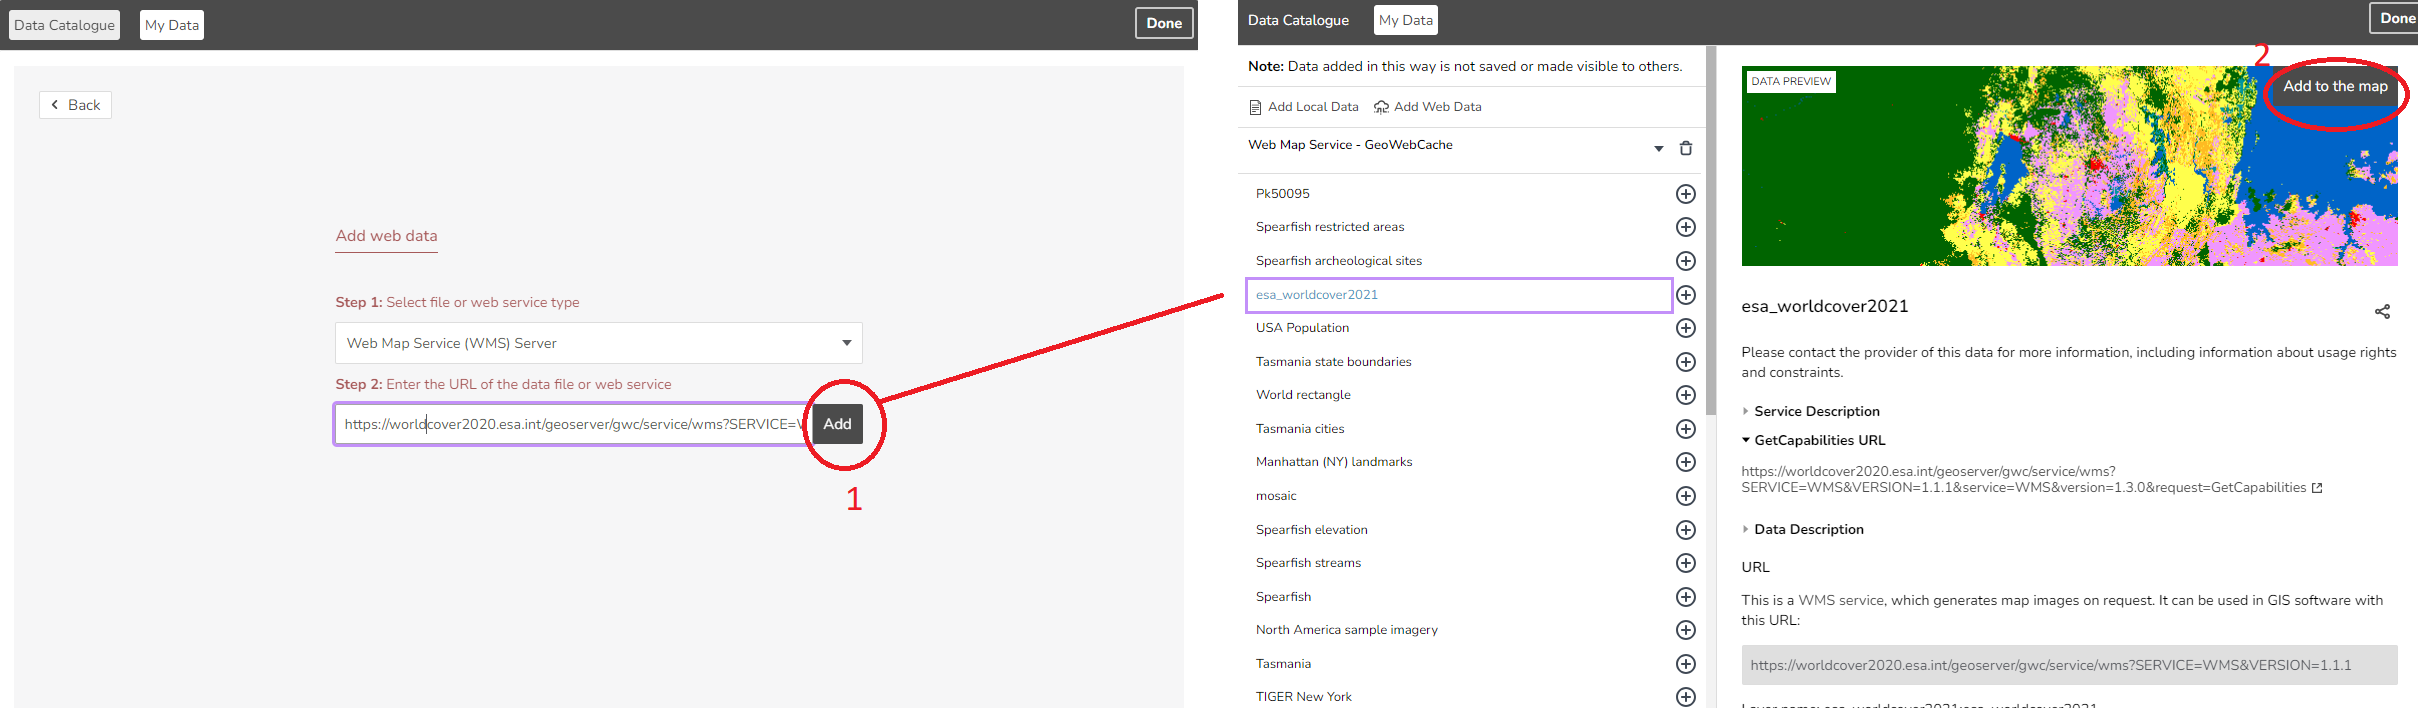 Data Catalogue
My Data
Done
Back
Add web data
Step 1: Select file or web service type
Web Map Service (WMS) Server
Step 2: Enter the URL of the data file or web service
https://worldcover2020.esa.int/geoserver/gwc/service/wms?SERVICE=
Add
1
Data Catalogue
My Data
Done
Note: Data added in this way is not saved or made visible to others.
Add Local Data
Add Web Data
Web Map Service - GeoWebCache
Pk50095
Spearfish restricted areas
Spearfish archeological sites
esa_worldcover2021
USA Population
Tasmania state boundaries
World rectangle
Tasmania cities
Manhattan (NY) landmarks
mosaic
Spearfish elevation
Spearfish streams
Spearfish
North America sample imagery
Tasmania
TIGER New York
2
DATA PREVIEW
Add to the map
esa_worldcover2021
Please contact the provider of this data for more information, including information about usage rights
and constraints.
Service Description
GetCapabilities URL
https://worldcover2020.esa.int/geoserver/gwc/service/wms?
SERVICE=WMS&VERSION=1.1.1&service=WMS&version=1.3.0&request=GetCapabilities
Data Description
URL
This is a WMS service, which generates map images on request. It can be used in GIS software with
this URL:
https://worldcover2020.esa.int/geoserver/gwc/service/wms?SERVICE=WMS&VERSION=1.1.1